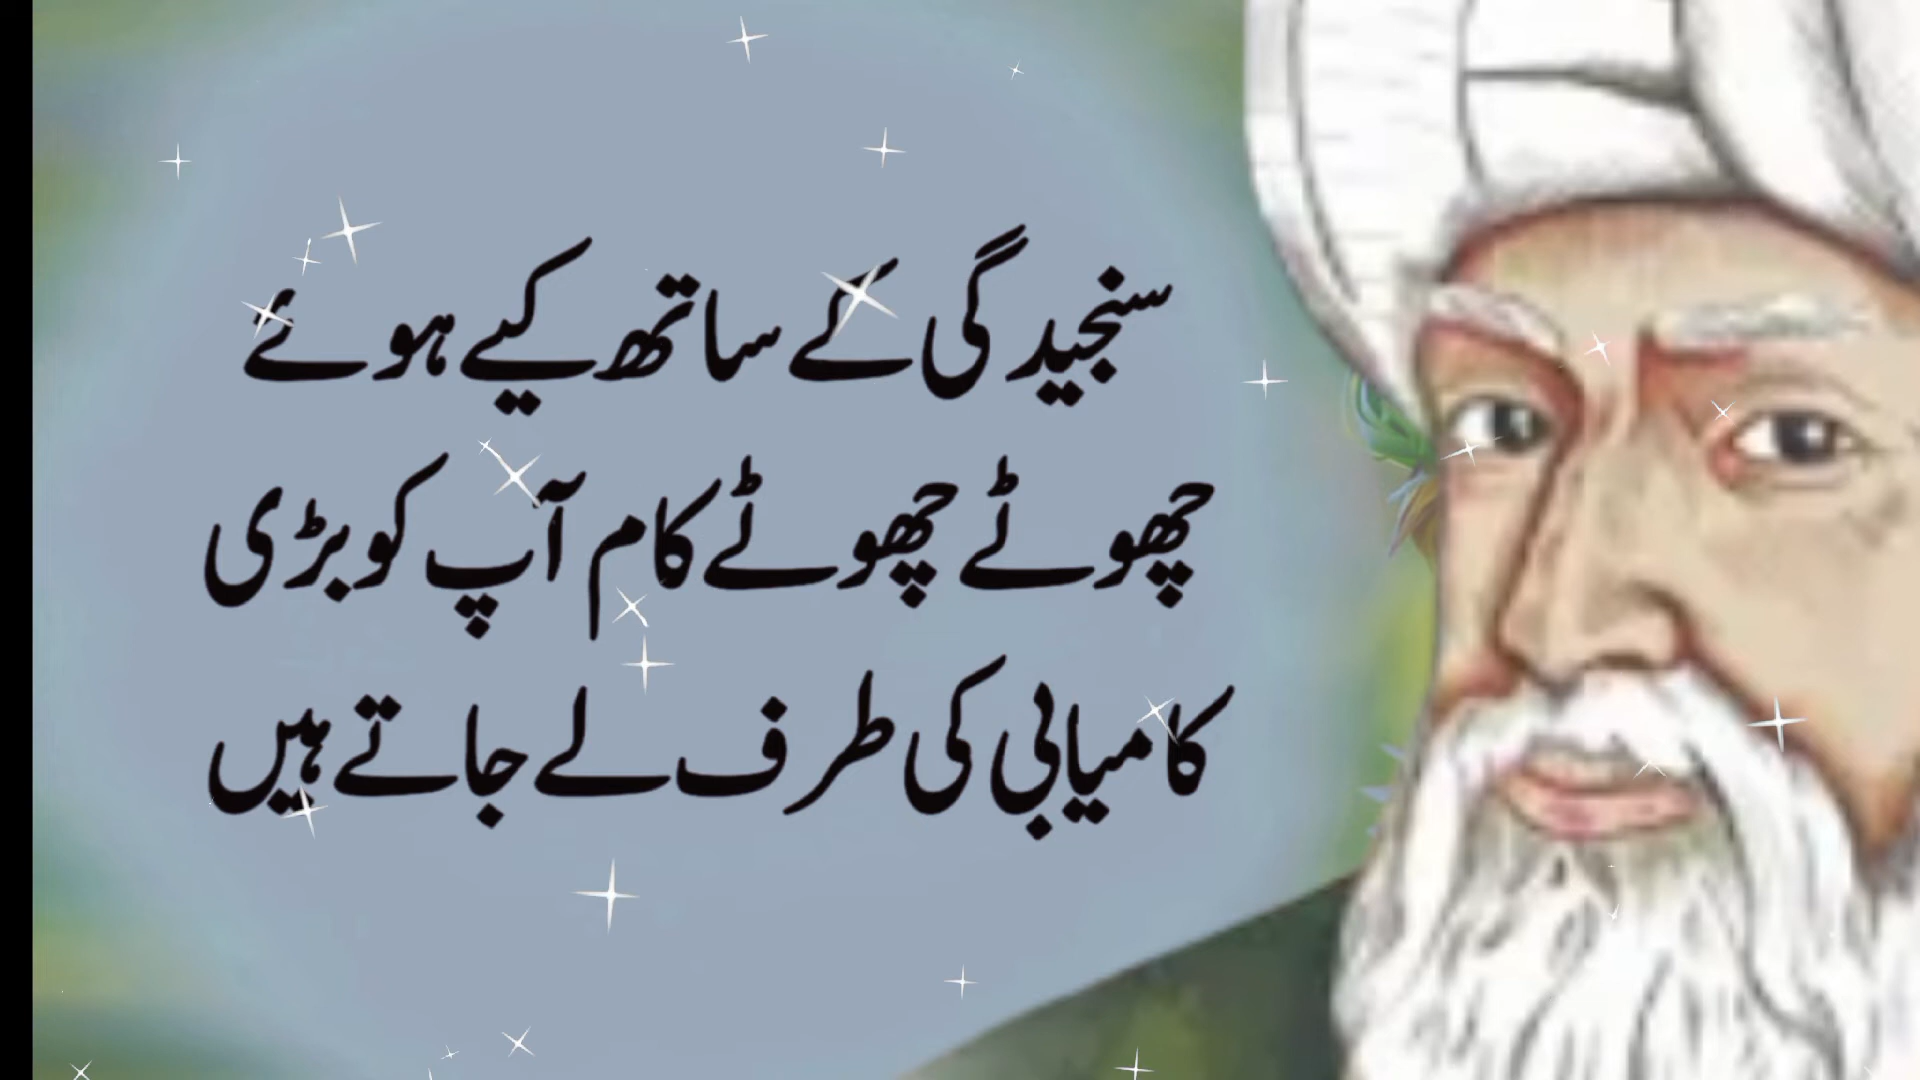 سنجیدگی کے ساتھ کیے ہوئے
چھوٹے چھوٹے کام آپ کو بڑی
کامیابی کی طرف لے جاتے ہیں